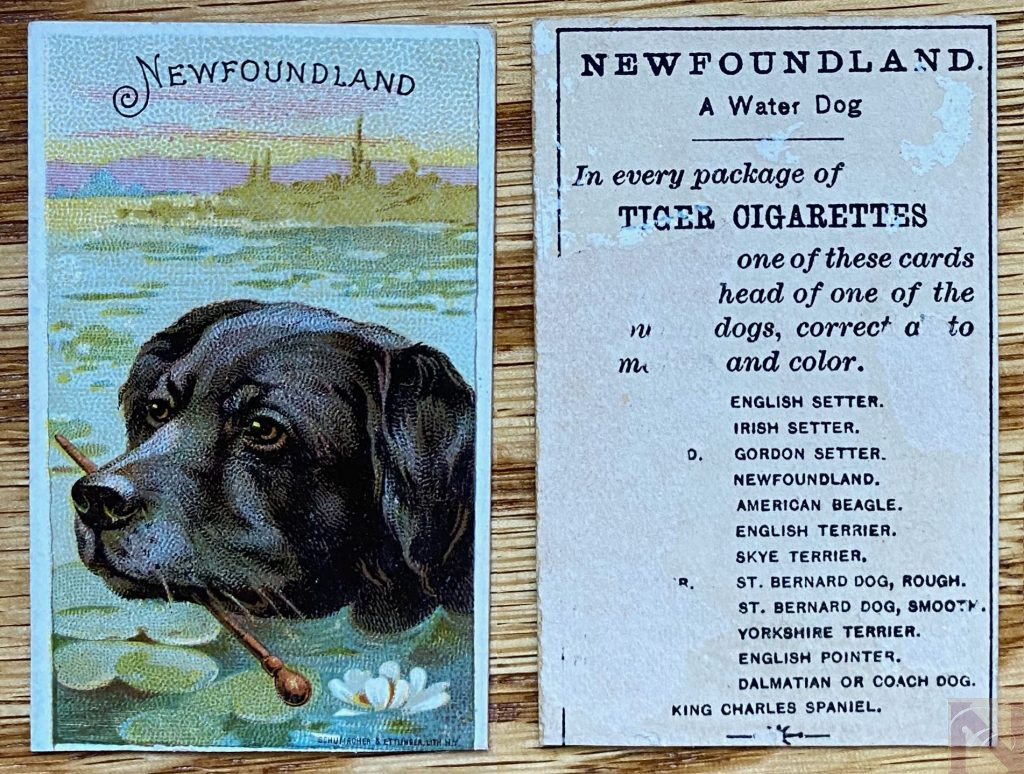 NEWFOUNDLAND
SCHUMACHER & ETTLINGER, LITH. N.Y.
NEWFOUNDLAND.
A Water Dog
In every package of
TIGER CIGARETTES
one of these cards
head of one of the
dogs, correct a to
and color.
ENGLISH SETTER.
IRISH SETTER.
D. GORDON SETTER.
NEWFOUNDLAND.
AMERICAN BEAGLE.
ENGLISH TERRIER.
SKYE TERRIER.
R. ST. BERNARD DOG, ROUGH.
ST. BERNARD DOG, SMOOTH.
YORKSHIRE TERRIER.
ENGLISH POINTER.
DALMATIAN OR COACH DOG.
KING CHARLES SPANIEL.